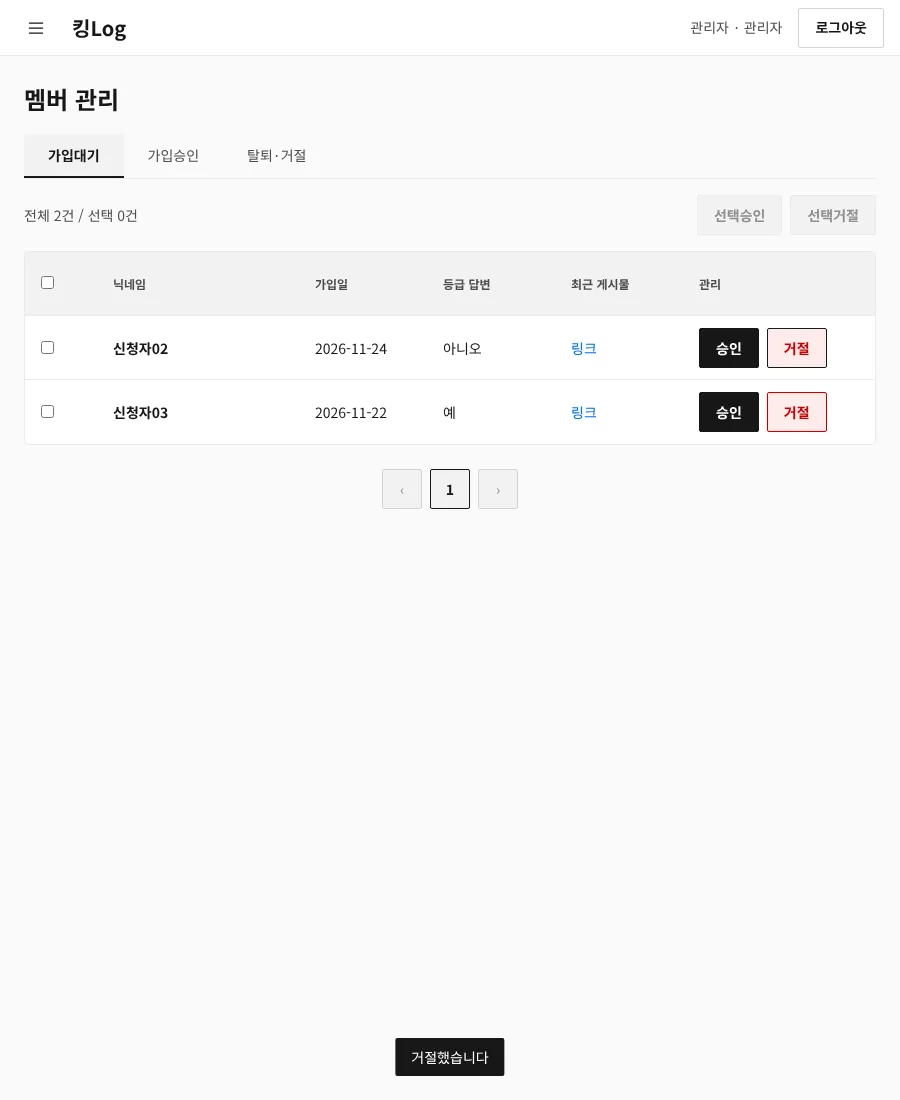 킹Log
관리자 · 관리자
로그아웃
멤버 관리
가입대기
가입승인
탈퇴·거절
전체 2건 / 선택 0건
선택승인
선택거절
닉네임 가입일 등급 답변 최근 게시물 관리
신청자02 2026-11-24 아니오 링크 승인 거절
신청자03 2026-11-22 예 링크 승인 거절
‹ 1 ›
거절했습니다